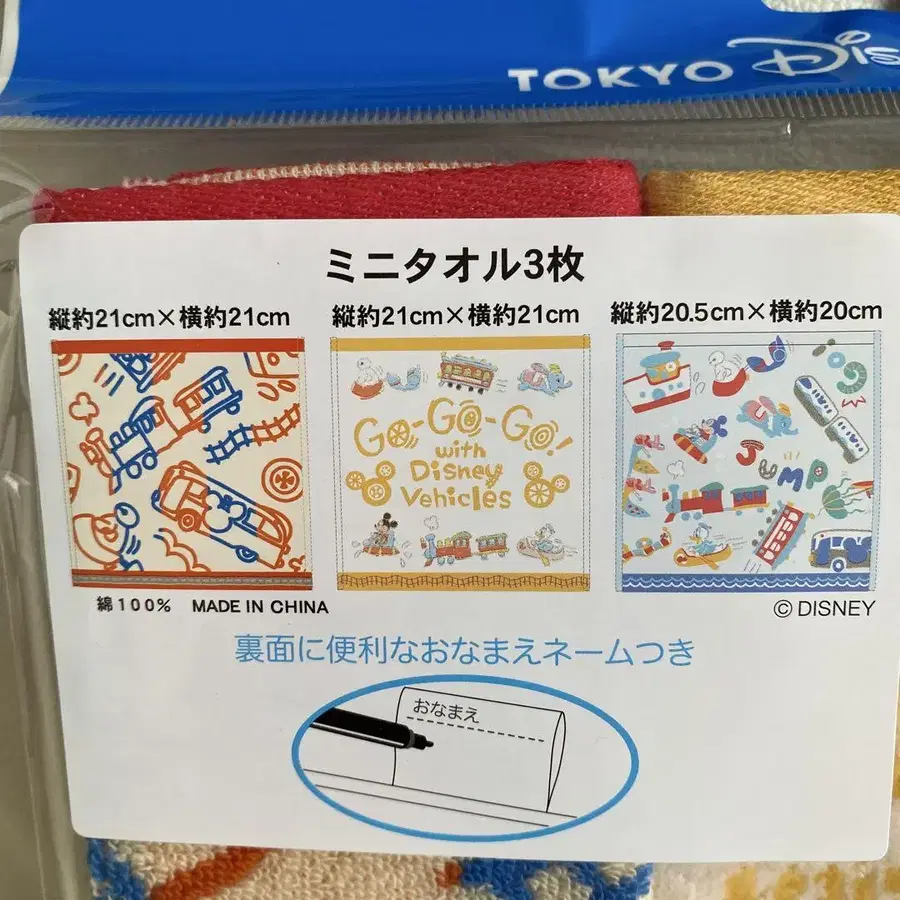 TOKYO Dis
ミニタオル3枚
縦約21cm×横約21cm
縦約21cm×横約21cm
縦約20.5cm×横約20cm
Go-Go-Go!
with
Disney
Vehicles
GO!
JUMP
綿100% MADE IN CHINA
© DISNEY
裏面に便利なおなまえネームつき
おなまえ